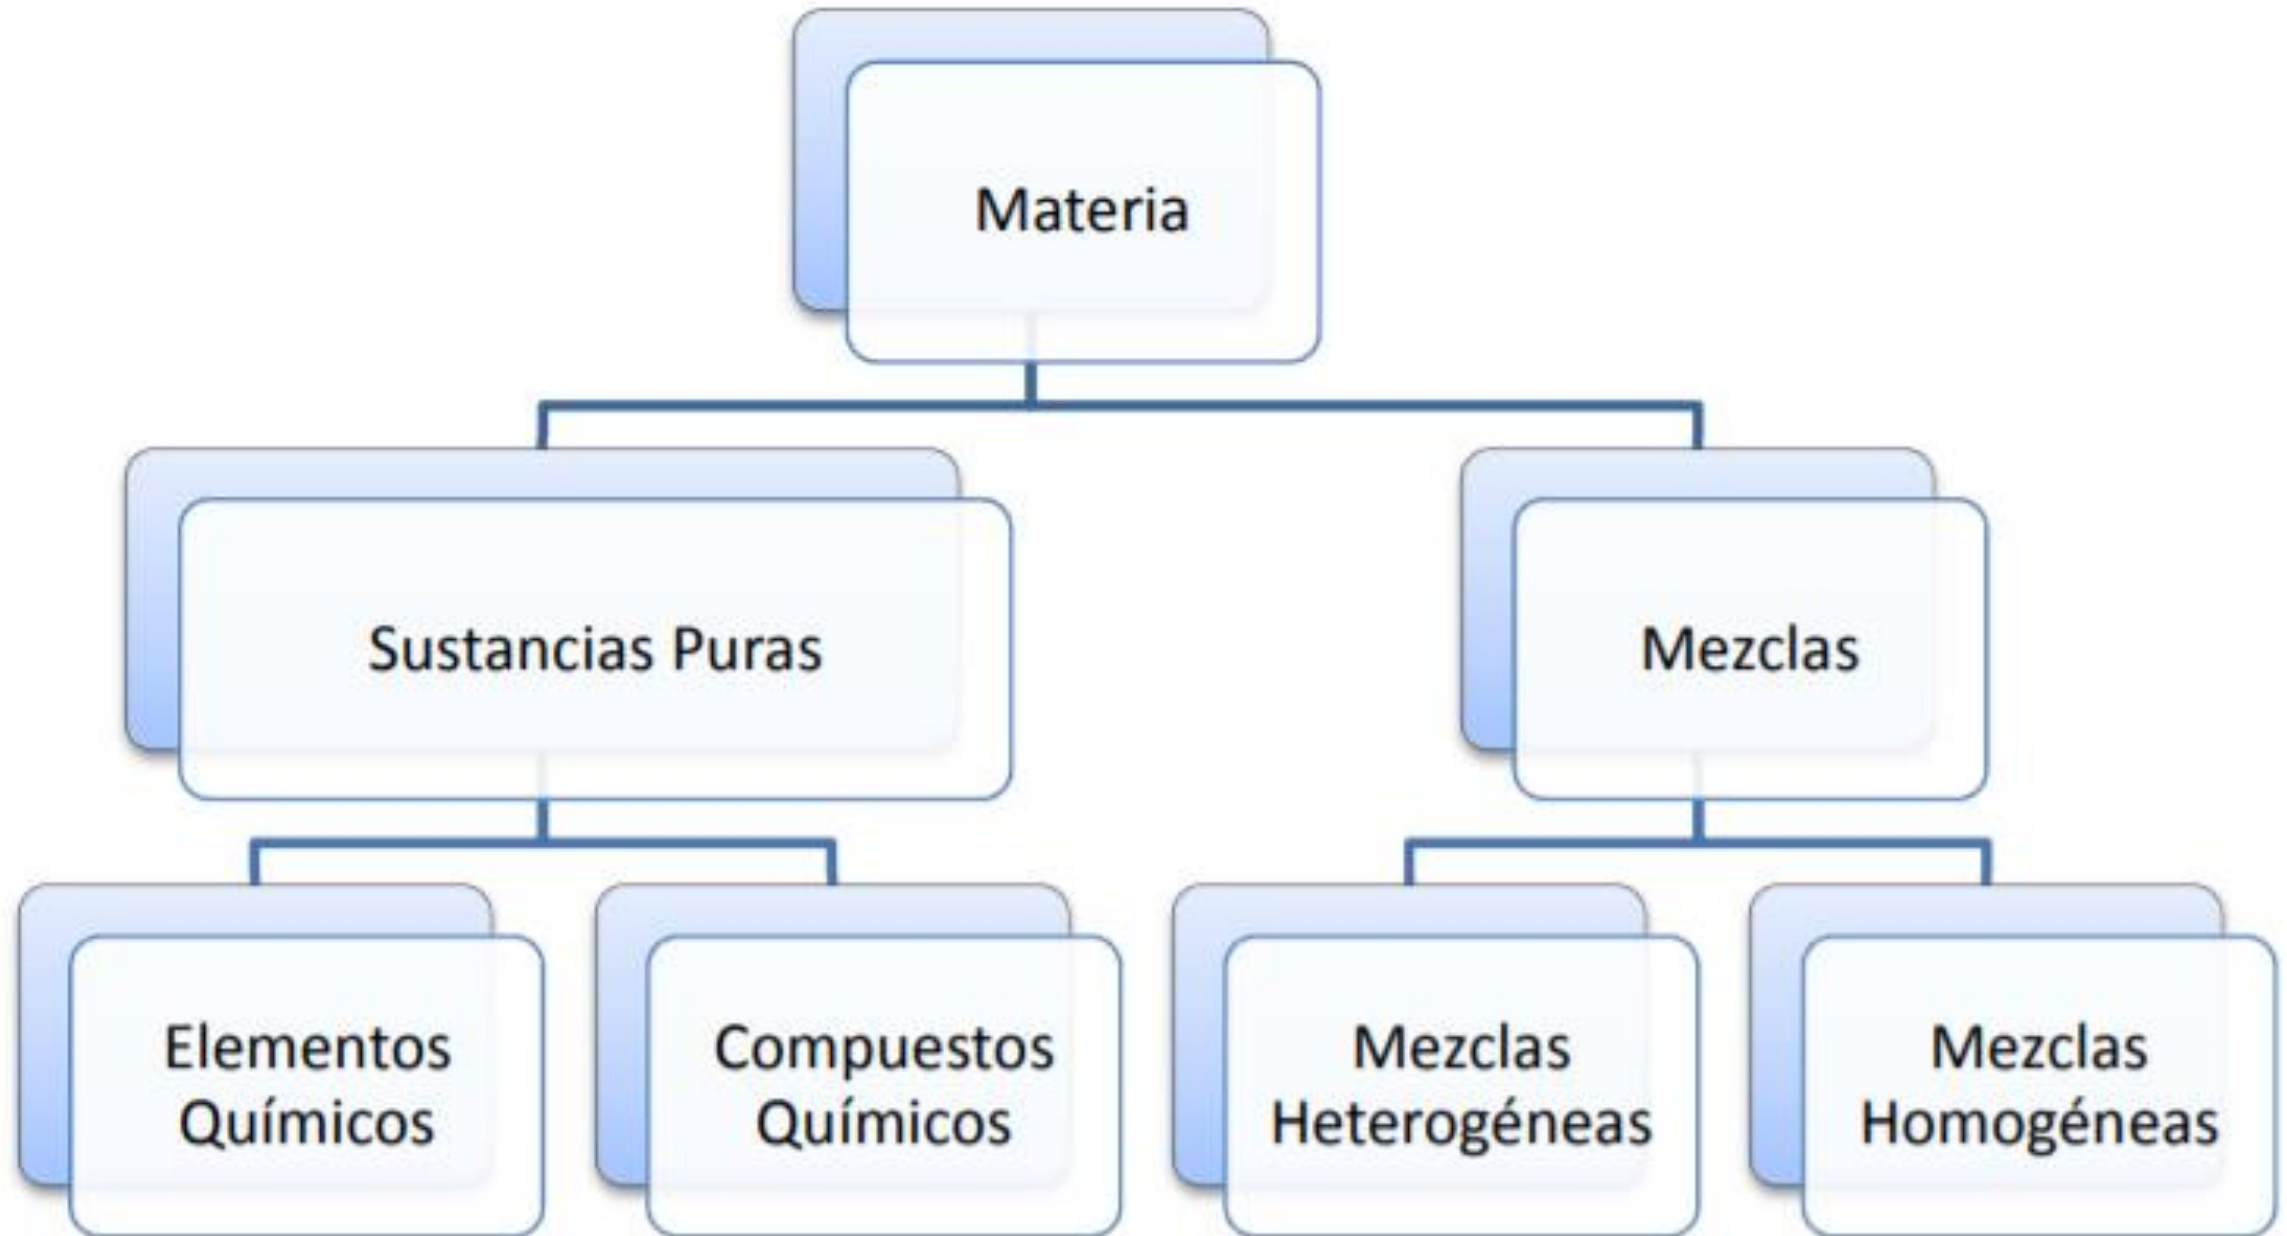 Materia
Sustancias Puras
Mezclas
Elementos
Químicos
Compuestos
Químicos
Mezclas
Heterogéneas
Mezclas
Homogéneas